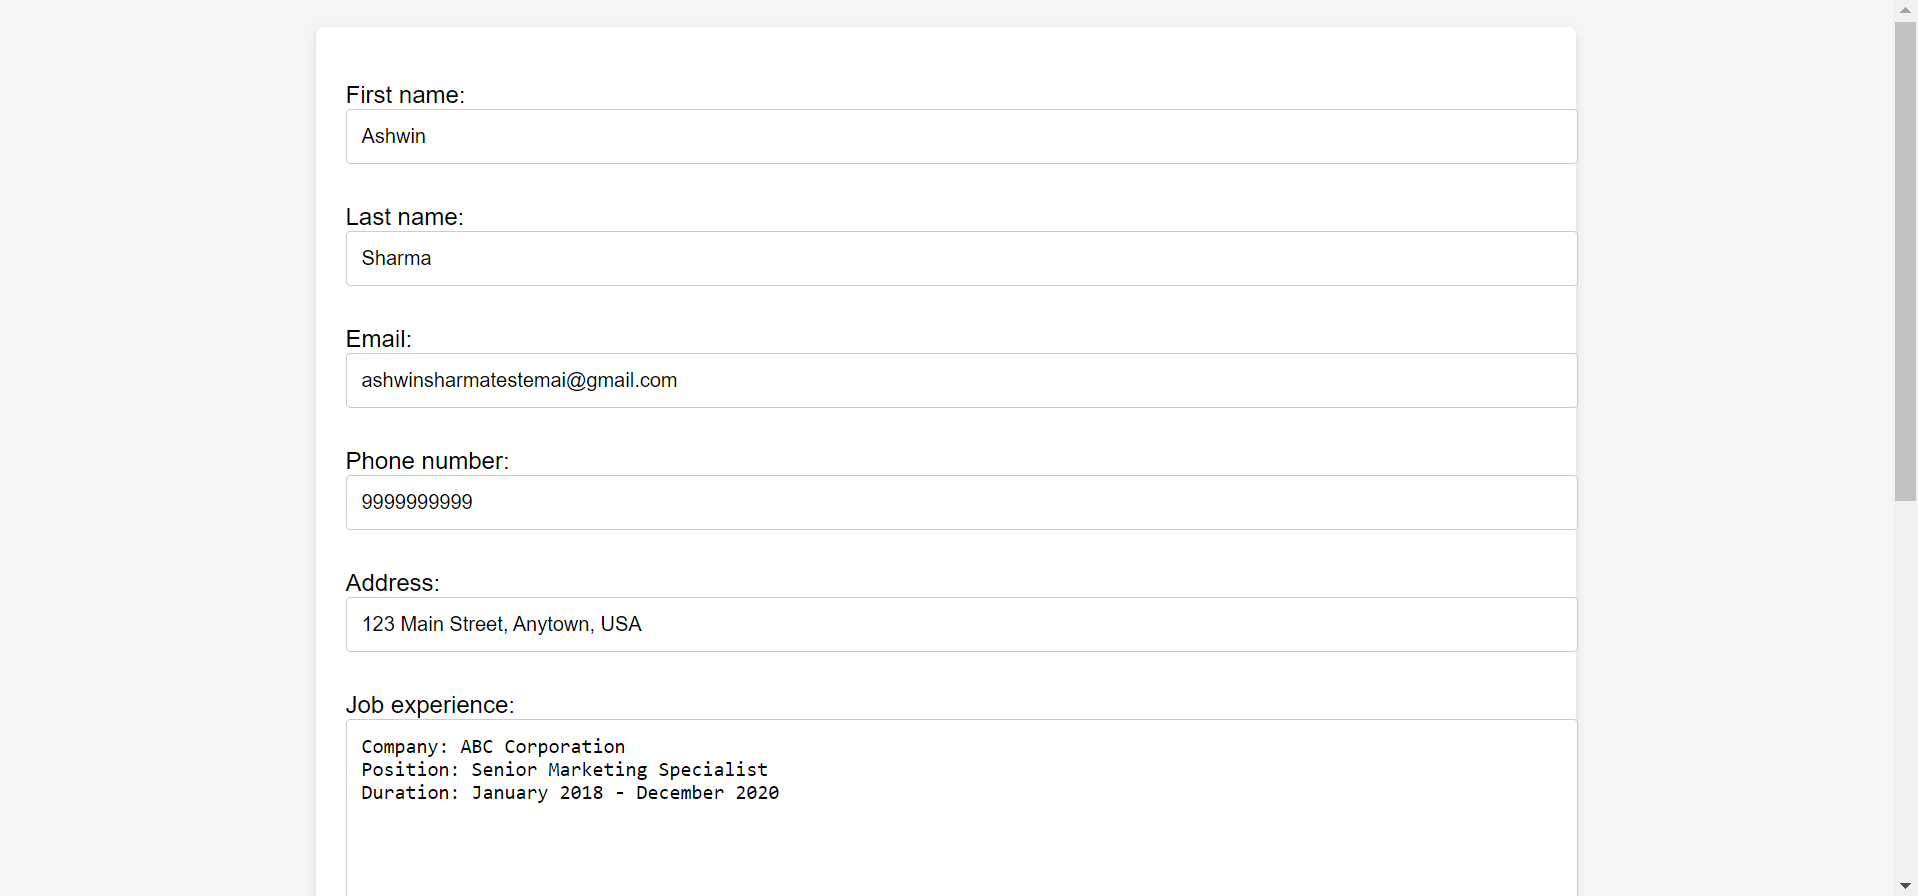 First name:
Ashwin
Last name:
Sharma
Email:
ashwinsharmatestemai@gmail.com
Phone number:
9999999999
Address:
123 Main Street, Anytown, USA
Job experience:
Company: ABC Corporation
Position: Senior Marketing Specialist
Duration: January 2018 - December 2020